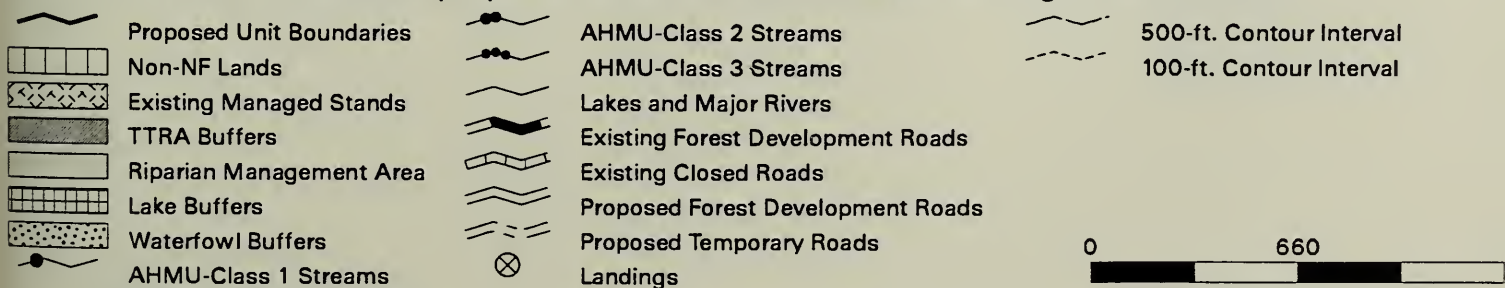 Proposed Unit Boundaries
Non-NF Lands
Existing Managed Stands
TTRA Buffers
Riparian Management Area
Lake Buffers
Waterfowl Buffers
AHMU-Class 1 Streams
AHMU-Class 2 Streams
AHMU-Class 3 Streams
Lakes and Major Rivers
Existing Forest Development Roads
Existing Closed Roads
Proposed Forest Development Roads
Proposed Temporary Roads
Landings
500-ft. Contour Interval
100-ft. Contour Interval
0 660